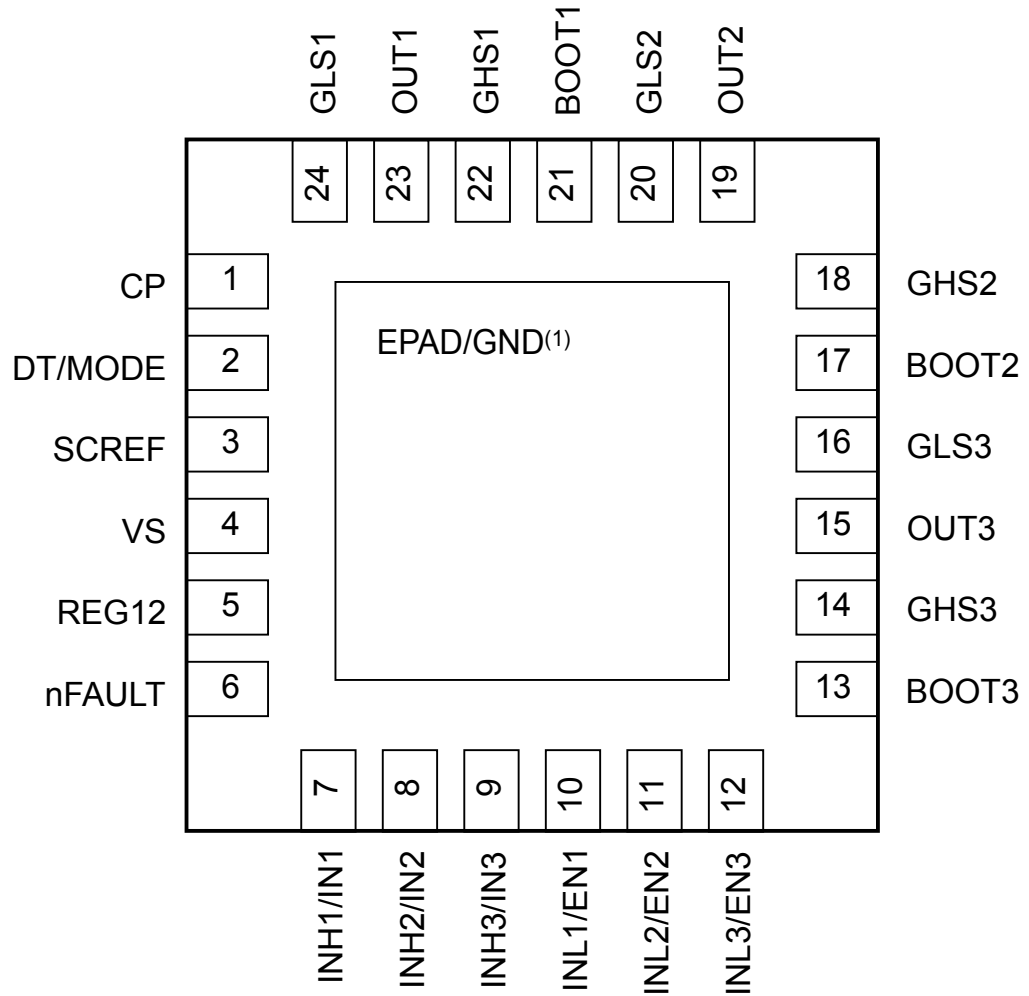 GLS1
OUT1
GHS1
BOOT1
GLS2
OUT2
24
23
22
21
20
19
CP
1
DT/MODE
2
SCREF
3
VS
4
REG12
5
nFAULT
6
EPAD/GND(1)
18
GHS2
17
BOOT2
16
GLS3
15
OUT3
14
GHS3
13
BOOT3
7
8
9
10
11
12
INH1/IN1
INH2/IN2
INH3/IN3
INL1/EN1
INL2/EN2
INL3/EN3